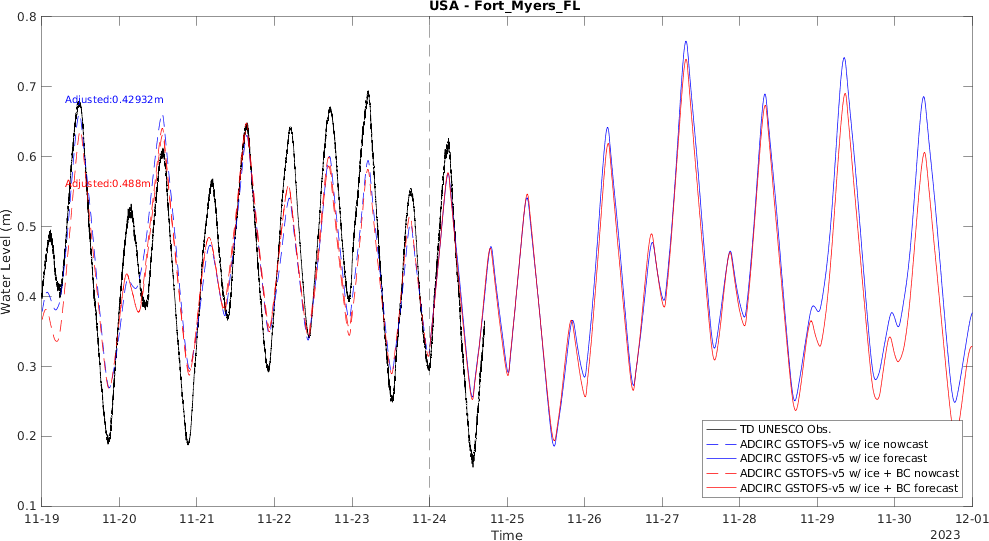 USA - Fort_Myers_FL
0.8
0.7
0.6
0.5
0.4
0.3
0.2
0.1
Water Level (m)
Adjusted:0.42932m
Adjusted:0.488m
TD UNESCO Obs.
ADCIRC GSTOFS-v5 w/ ice nowcast
ADCIRC GSTOFS-v5 w/ ice forecast
ADCIRC GSTOFS-v5 w/ ice + BC nowcast
ADCIRC GSTOFS-v5 w/ ice + BC forecast
11-19 11-20 11-21 11-22 11-23 11-24 11-25 11-26 11-27 11-28 11-29 11-30 12-01
Time
2023